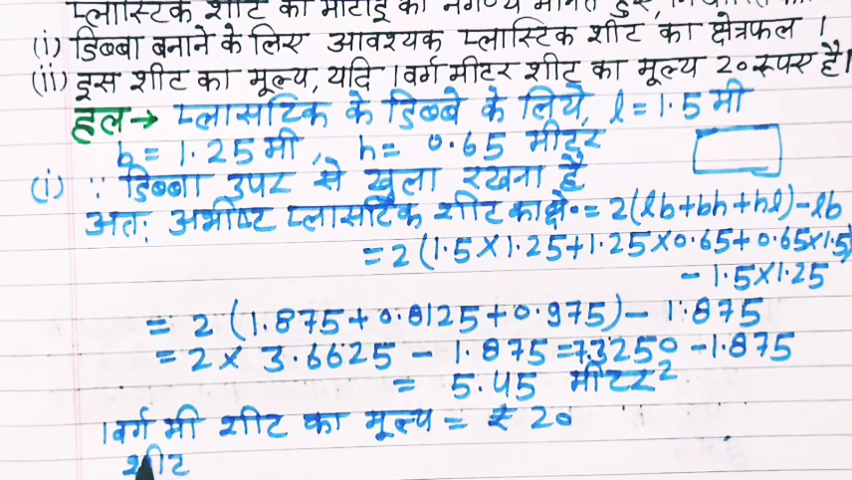 प्लास्टिक शीट की मोटाई को नगण्य मानते हुए,
(i) डिब्बा बनाने के लिए आवश्यक प्लास्टिक शीट का क्षेत्रफल ।
(ii) इस शीट का मूल्य, यदि 1 वर्ग मीटर शीट का मूल्य 20 रूपए है।
हल→ प्लासटिक के डिब्बे के लिये, l = 1.5 मी
b = 1.25 मी, h = 0.65 मीटर
(i) ∵ डिब्बा उपर से खुला रखना है
अतः अभीष्ट प्लासटिक शीट का क्षे॰ = 2(lb+bh+hl)-lb
= 2 (1.5×1.25+1.25×0.65+0.65×1.5)
- 1.5×1.25
= 2 (1.875+0.8125+0.975) - 1.875
= 2 × 3.6625 - 1.875 = 7.3250 - 1.875
= 5.45 मीटर²
1 वर्ग मी शीट का मूल्य = ₹ 20
शीट